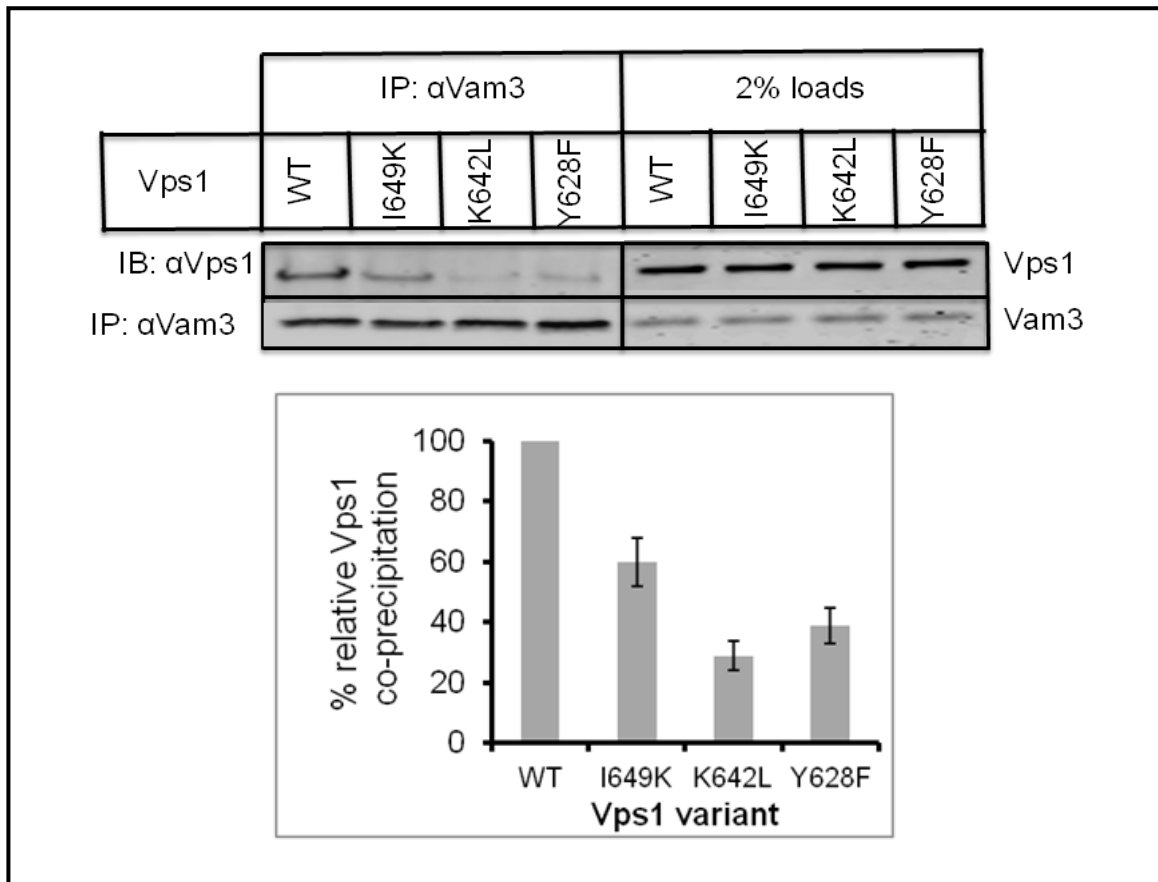 IP: αVam3 2% loads
Vps1 WT I649K K642L Y628F WT I649K K642L Y628F
IB: αVps1 Vps1
IP: αVam3 Vam3
% relative Vps1
co-precipitation
100
80
60
40
20
0
WT I649K K642L Y628F
Vps1 variant